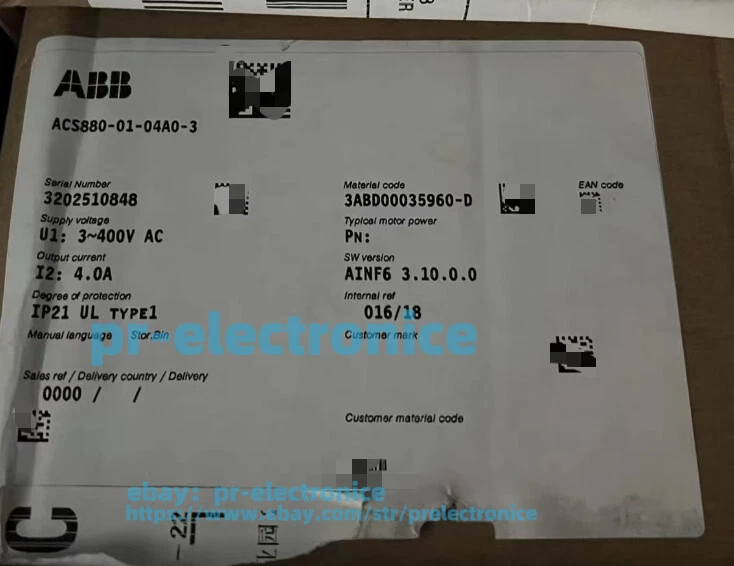 ABB
ACS880-01-04A0-3
Serial Number
3202510848
Material code
3ABD00035960-D
EAN code
Supply voltage
U1: 3~400V AC
Typical motor power
PN:
Output current
I2: 4.0A
SW version
AINF6 3.10.0.0
Degree of protection
IP21 UL TYPE1
Internal ref
016/18
Manual language Stor.Bin
Customer mark
pr-electronice
Sales ref / Delivery country / Delivery
0000 / /
Customer material code
ebay: pr-electronice
https://www.ebay.com/str/prelectronice
C